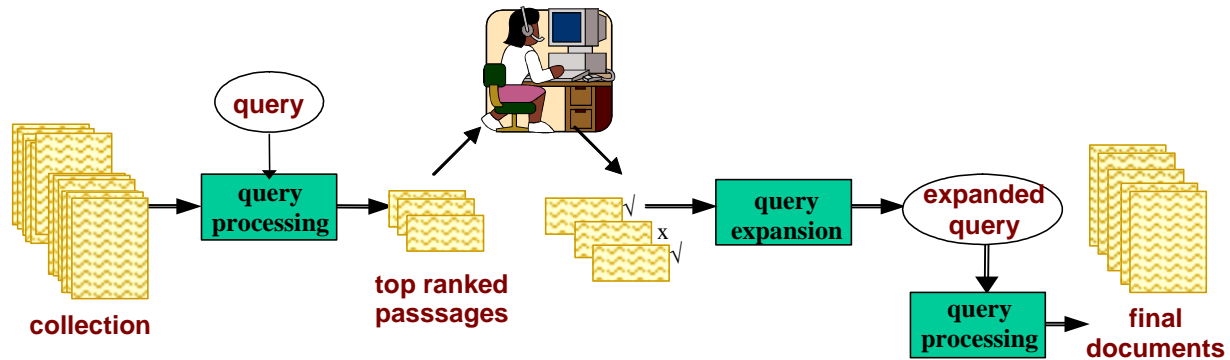 query
query
processing
collection
top ranked
passsages
√
x
√
query
expansion
expanded
query
query
processing
final
documents